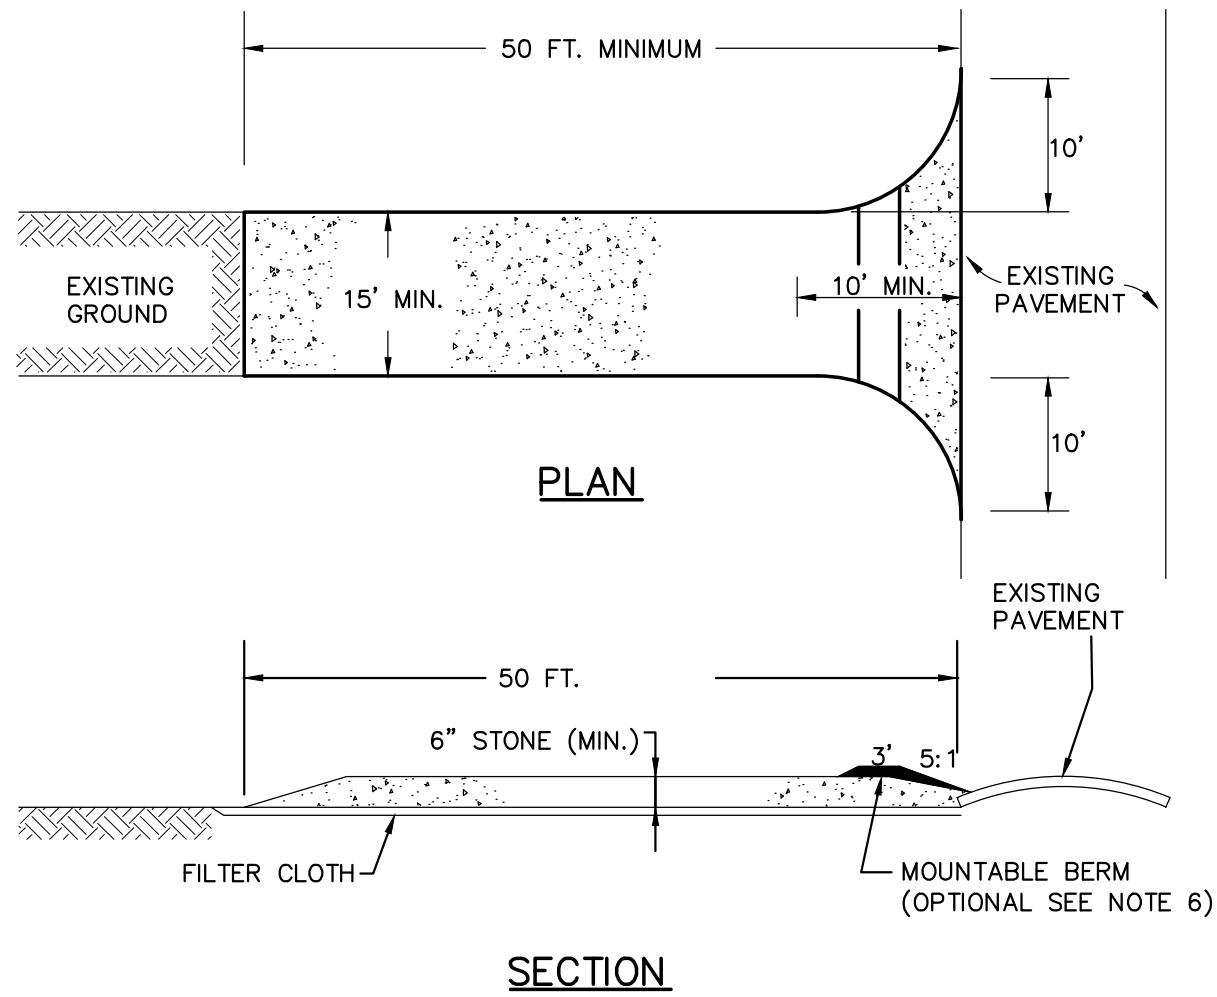 50 FT. MINIMUM
10'
EXISTING
GROUND
15' MIN.
10' MIN.
EXISTING
PAVEMENT
10'
PLAN
EXISTING
PAVEMENT
50 FT.
6" STONE (MIN.)
3'
5:1
FILTER CLOTH
MOUNTABLE BERM
(OPTIONAL SEE NOTE 6)
SECTION